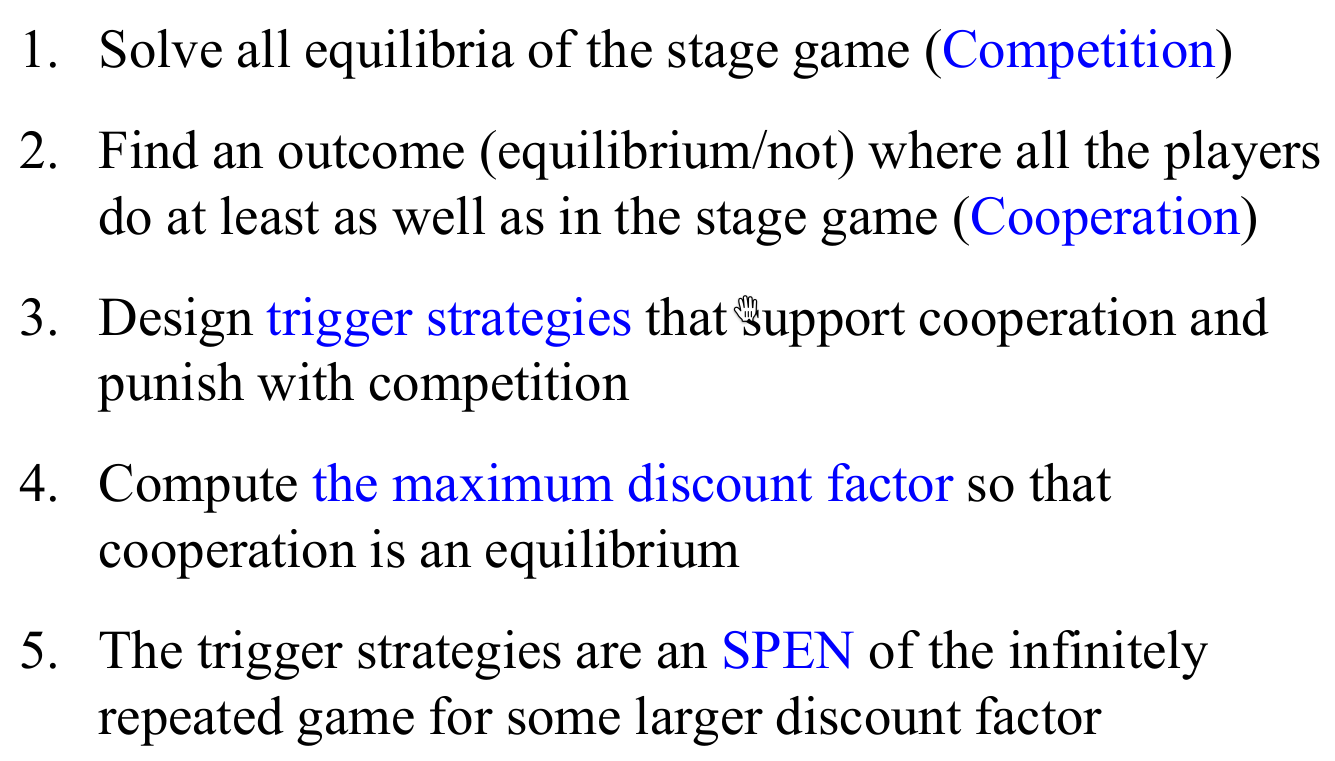 1. Solve all equilibria of the stage game (Competition)
2. Find an outcome (equilibrium/not) where all the players
do at least as well as in the stage game (Cooperation)
3. Design trigger strategies that support cooperation and
punish with competition
4. Compute the maximum discount factor so that
cooperation is an equilibrium
5. The trigger strategies are an SPEN of the infinitely
repeated game for some larger discount factor